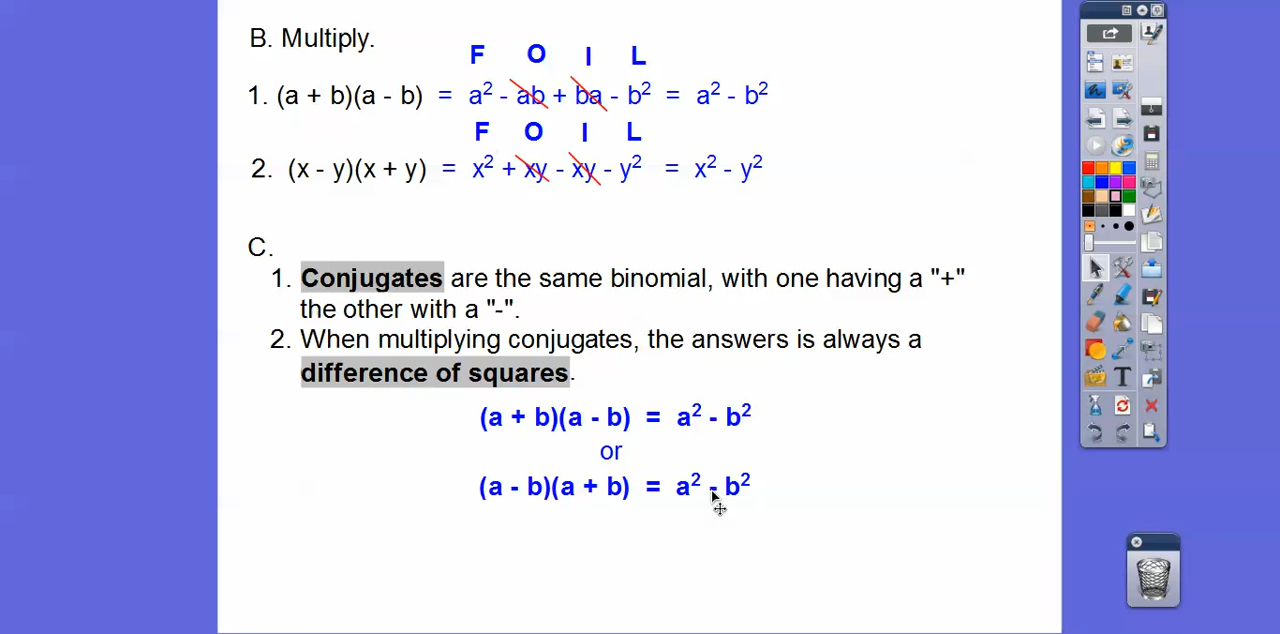 B. Multiply.
F O I L
1. (a + b)(a - b) = a² - ab + ba - b² = a² - b²
F O I L
2. (x - y)(x + y) = x² + xy - xy - y² = x² - y²
C.
1. Conjugates are the same binomial, with one having a "+"
the other with a "-".
2. When multiplying conjugates, the answers is always a
difference of squares.
(a + b)(a - b) = a² - b²
or
(a - b)(a + b) = a² - b²